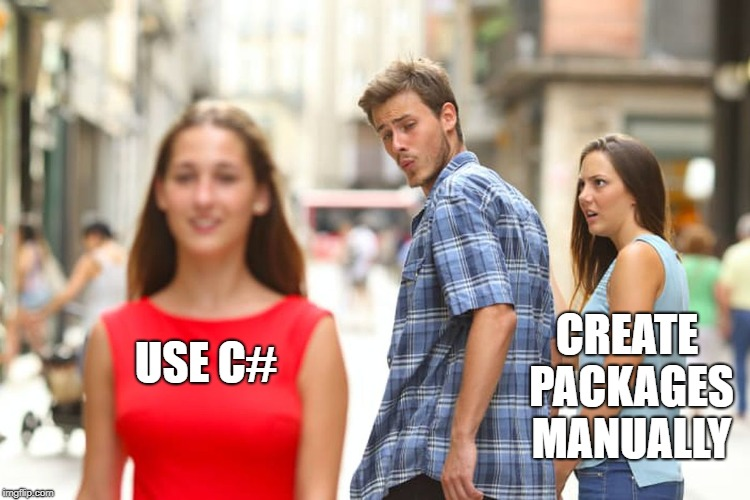 USE C#
CREATE
PACKAGES
MANUALLY
imgflip.com